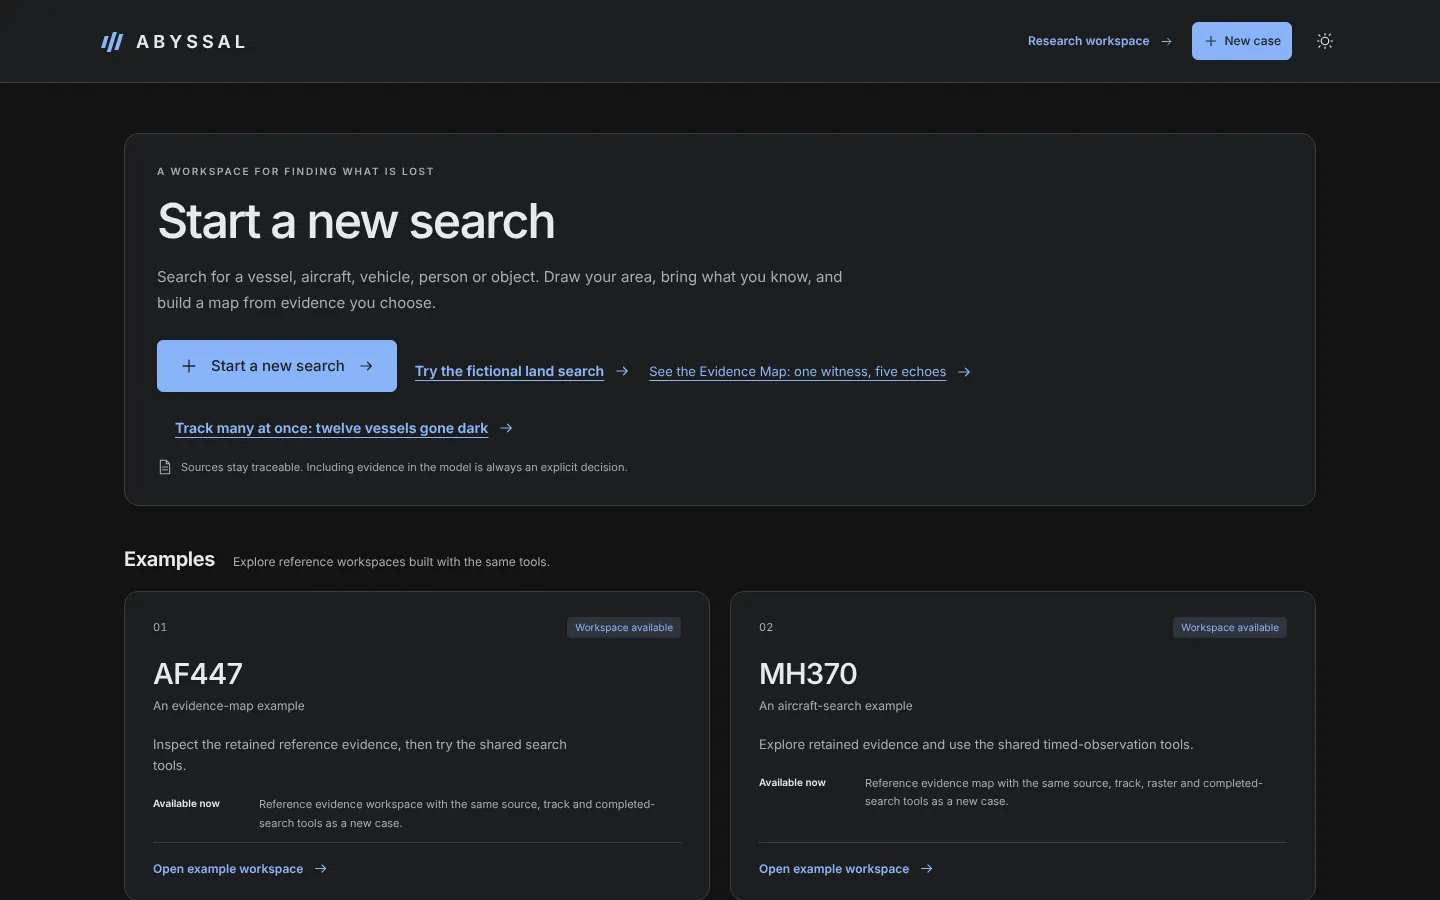 ABYSSAL
Research workspace
New case
A WORKSPACE FOR FINDING WHAT IS LOST
Start a new search
Search for a vessel, aircraft, vehicle, person or object. Draw your area, bring what you know, and
build a map from evidence you choose.
Start a new search
Try the fictional land search
See the Evidence Map: one witness, five echoes
Track many at once: twelve vessels gone dark
Sources stay traceable. Including evidence in the model is always an explicit decision.
Examples
Explore reference workspaces built with the same tools.
01
Workspace available
AF447
An evidence-map example
Inspect the retained reference evidence, then try the shared search
tools.
Available now
Reference evidence workspace with the same source, track and completed-
search tools as a new case.
Open example workspace
02
Workspace available
MH370
An aircraft-search example
Explore retained evidence and use the shared timed-observation tools.
Available now
Reference evidence map with the same source, track, raster and completed-
search tools as a new case.
Open example workspace